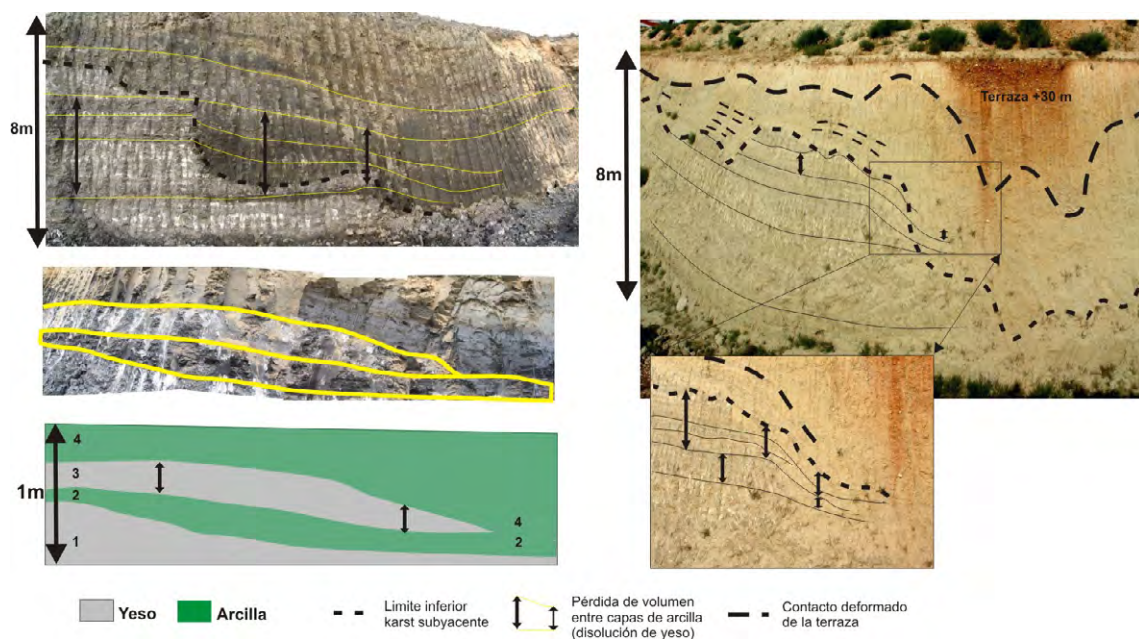 8m
8m
Terraza +30 m
1m
4
3
2
1
4
2
Yeso
Arcilla
Limite inferior
karst subyacente
Pérdida de volumen
entre capas de arcilla
(disolución de yeso)
Contacto deformado
de la terraza